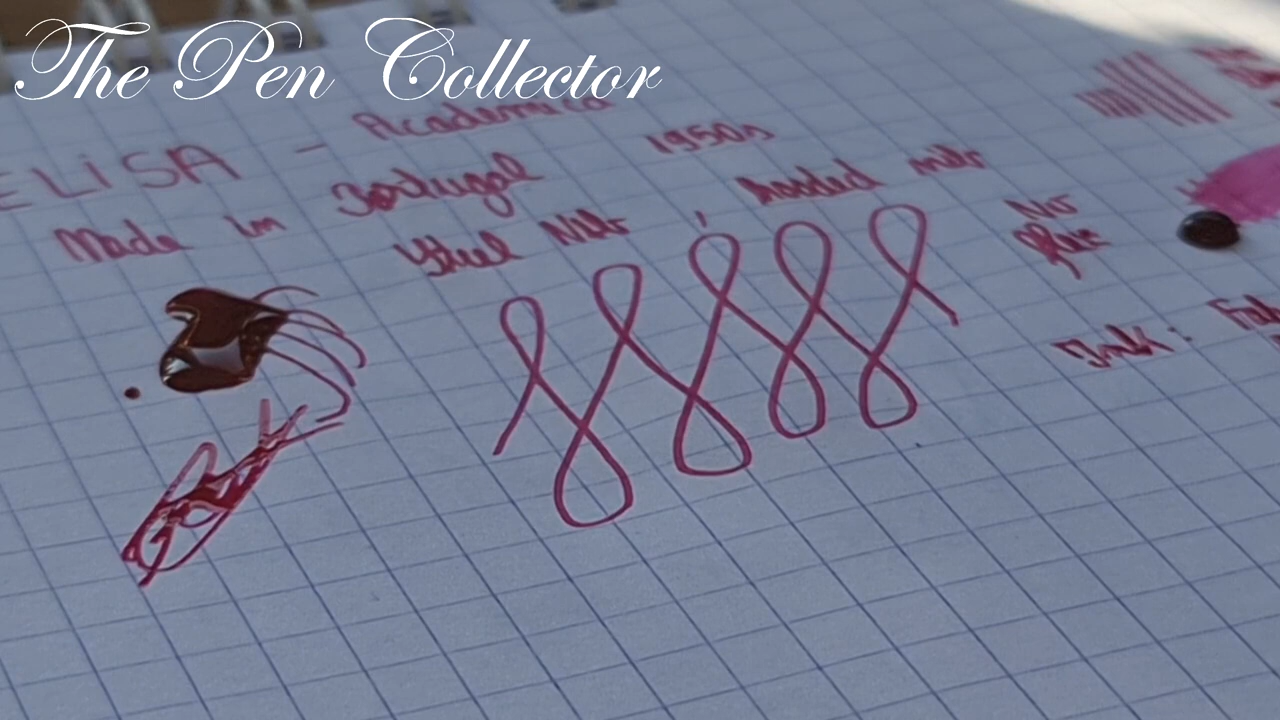 The Pen Collector
ELiSA - Academica
Made in Portugal 1950s
Steel Nib, hooded nib
No
flex
Ink: